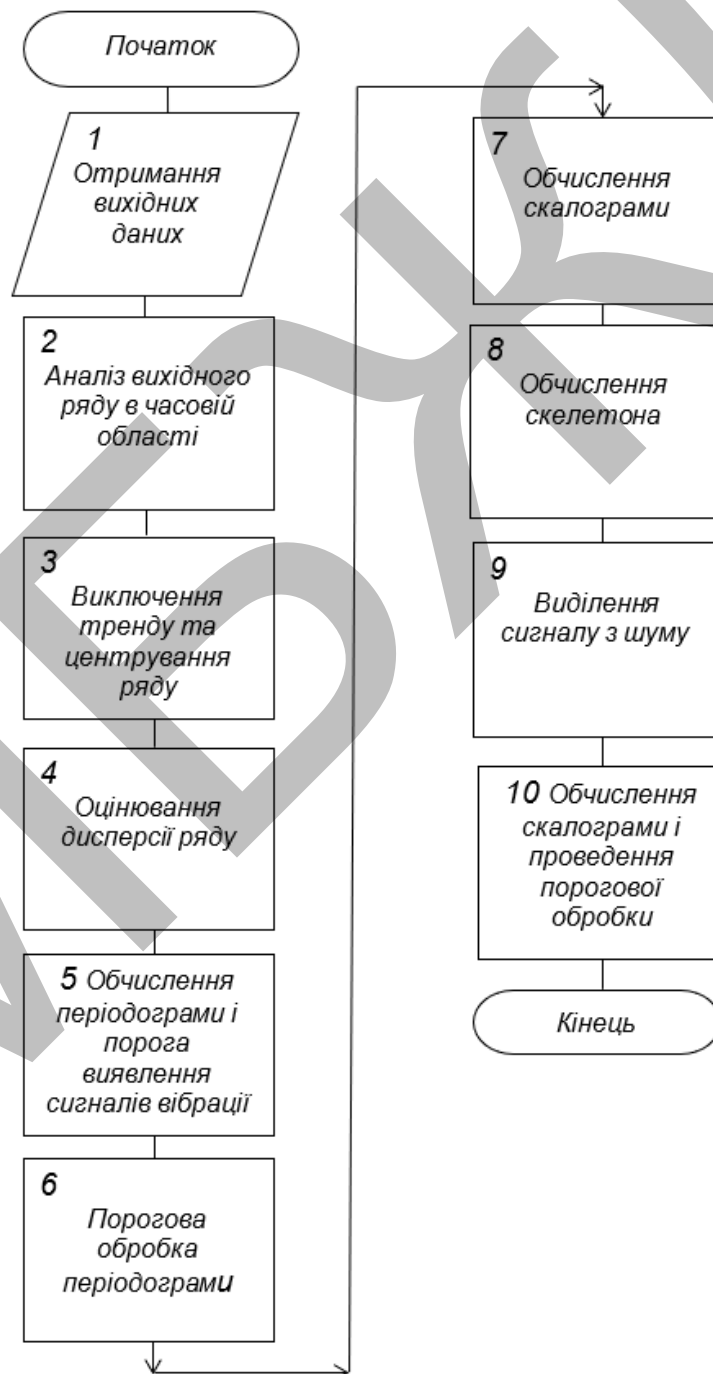 Початок
1
Отримання
вихідних
даних
2
Аналіз вихідного
ряду в часовій
області
3
Виключення
тренду та
центрування
ряду
4
Оцінювання
дисперсії ряду
5 Обчислення
періодограми і
порога
виявлення
сигналів вібрації
6
Порогова
обробка
періодограми
7
Обчислення
скалограми
8
Обчислення
скелетона
9
Виділення
сигналу з шуму
10 Обчислення
скалограми і
проведення
порогової
обробки
Кінець